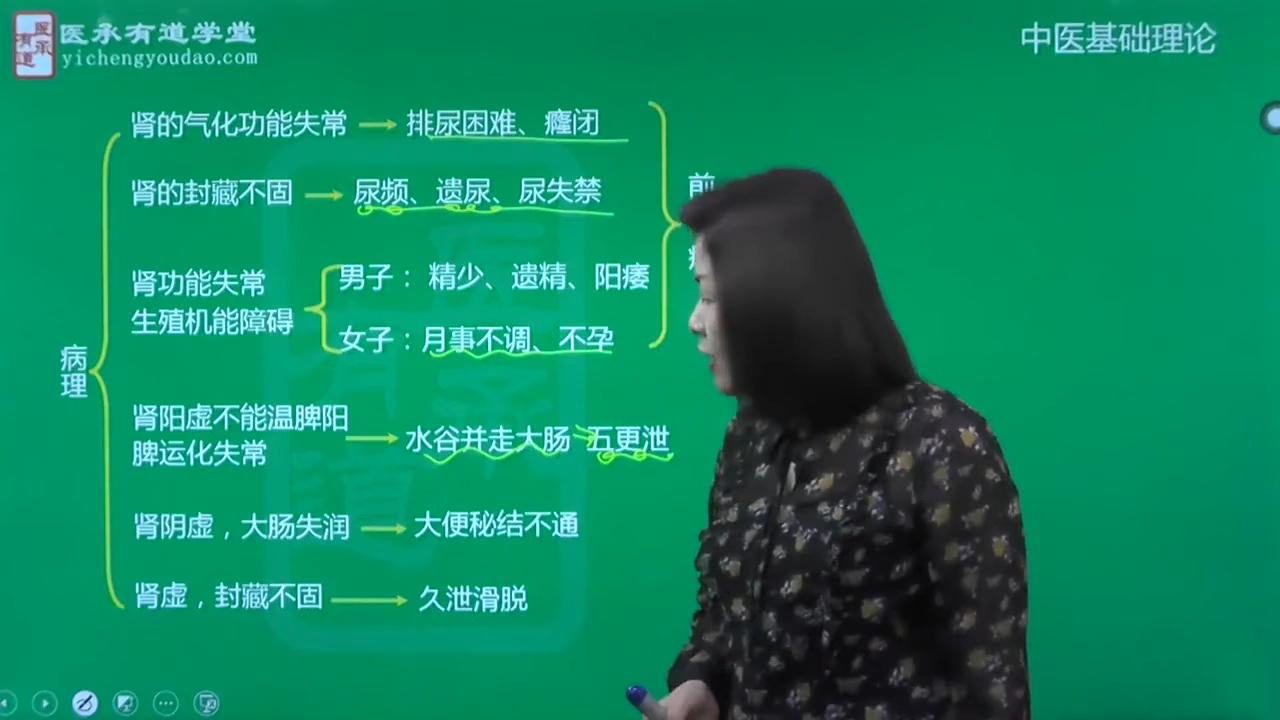 医承有道学堂
yichengyoudao.com
中医基础理论
病理
肾的气化功能失常 → 排尿困难、癃闭
肾的封藏不固 → 尿频、遗尿、尿失禁
肾功能失常
生殖机能障碍
男子： 精少、遗精、阳痿
女子：月事不调、不孕
前
肾阳虚不能温脾阳
脾运化失常 → 水谷并走大肠 五更泄
肾阴虚，大肠失润 → 大便秘结不通
肾虚，封藏不固 → 久泄滑脱